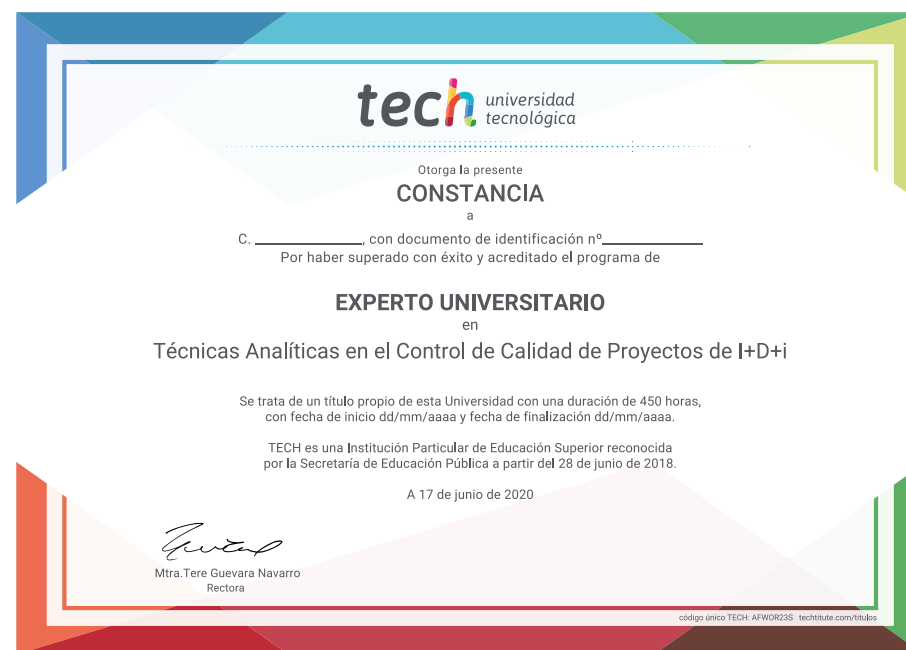 tech universidad
tecnológica
Otorga la presente
CONSTANCIA
a
C. ______________, con documento de identificación nº______________
Por haber superado con éxito y acreditado el programa de
EXPERTO UNIVERSITARIO
en
Técnicas Analíticas en el Control de Calidad de Proyectos de I+D+i
Se trata de un título propio de esta Universidad con una duración de 450 horas,
con fecha de inicio dd/mm/aaaa y fecha de finalización dd/mm/aaaa.
TECH es una Institución Particular de Educación Superior reconocida
por la Secretaría de Educación Pública a partir del 28 de junio de 2018.
A 17 de junio de 2020
Mtra.Tere Guevara Navarro
Rectora
código único TECH: AFWOR23S techtitute.com/titulos